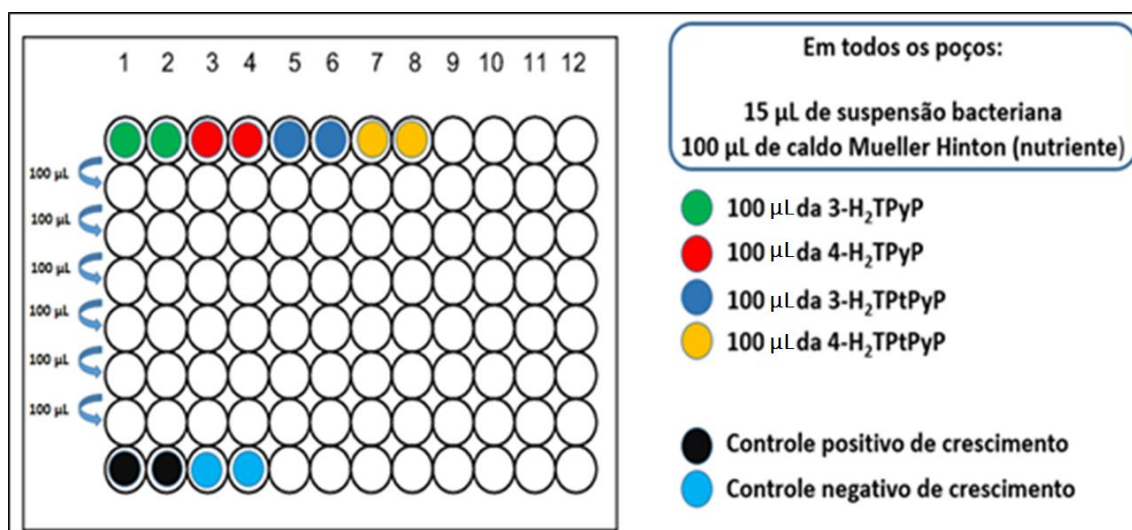 1 2 3 4 5 6 7 8 9 10 11 12
100 µL
100 µL
100 µL
100 µL
100 µL
100 µL
Em todos os poços:
15 µL de suspensão bacteriana
100 µL de caldo Mueller Hinton (nutriente)
100 µL da 3-H₂TPyP
100 µL da 4-H₂TPyP
100 µL da 3-H₂TPtPyP
100 µL da 4-H₂TPtPyP
Controle positivo de crescimento
Controle negativo de crescimento